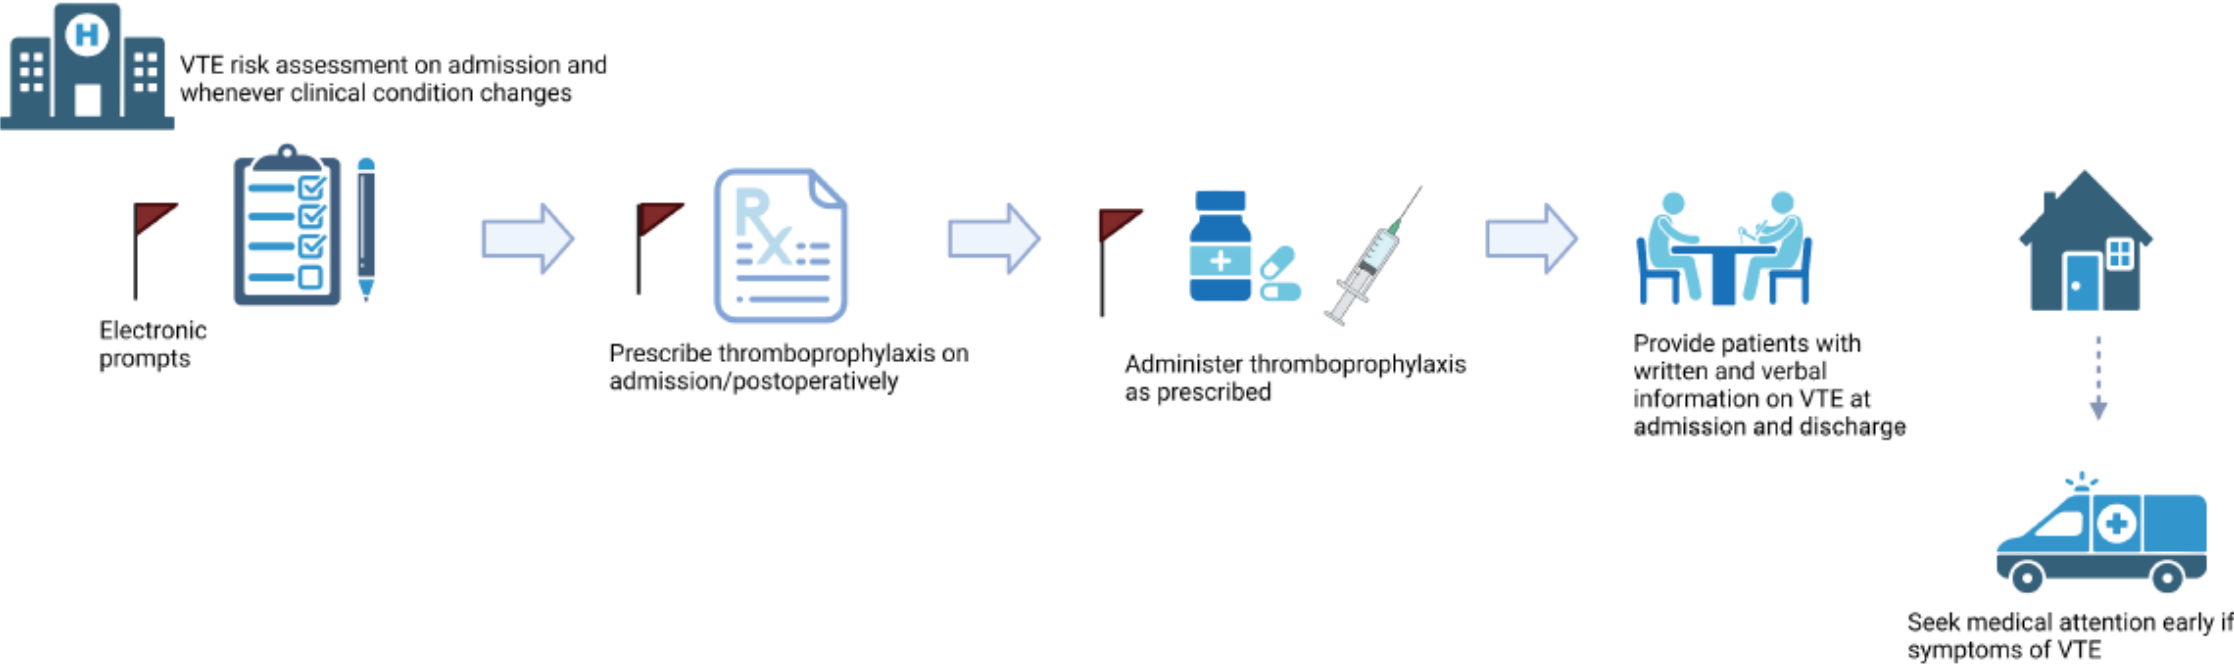 H
VTE risk assessment on admission and
whenever clinical condition changes
Electronic
prompts
Rx
Prescribe thromboprophylaxis on
admission/postoperatively
Administer thromboprophylaxis
as prescribed
Provide patients with
written and verbal
information on VTE at
admission and discharge
Seek medical attention early if
symptoms of VTE